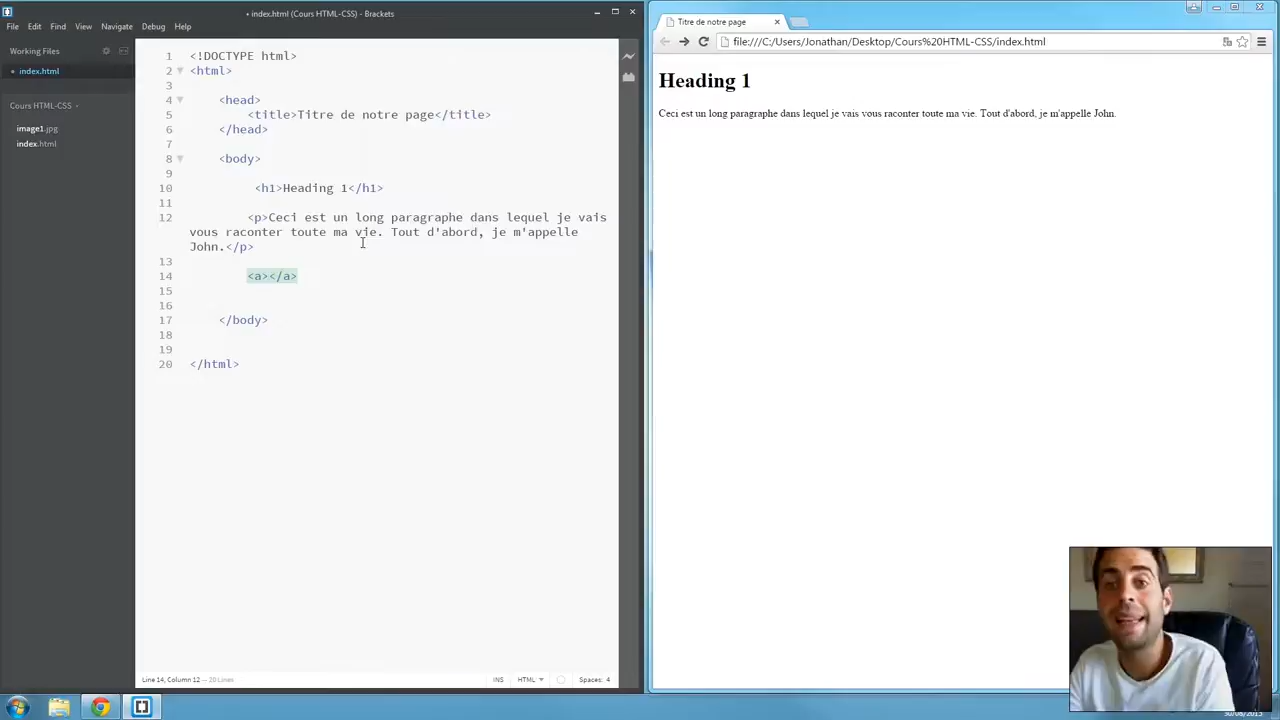 • index.html (Cours HTML-CSS) - Brackets
File Edit Find View Navigate Debug Help
Working Files
• index.html
Cours HTML-CSS
image1.jpg
index.html
1 <!DOCTYPE html>
2 <html>
3
4 <head>
5 <title>Titre de notre page</title>
6 </head>
7
8 <body>
9
10 <h1>Heading 1</h1>
11
12 <p>Ceci est un long paragraphe dans lequel je vais
vous raconter toute ma vie. Tout d'abord, je m'appelle
John.</p>
13
14 <a></a>
15
16
17 </body>
18
19
20 </html>
Line 14, Column 12 — 20 Lines
INS HTML Spaces: 4
Titre de notre page
file:///C:/Users/Jonathan/Desktop/Cours%20HTML-CSS/index.html
Heading 1
Ceci est un long paragraphe dans lequel je vais vous raconter toute ma vie. Tout d'abord, je m'appelle John.